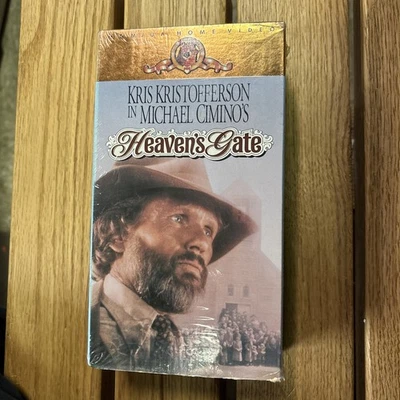 A HOME VIDEO
KRIS KRISTOFFERSON
IN MICHAEL CIMINO'S
Heaven's Gate